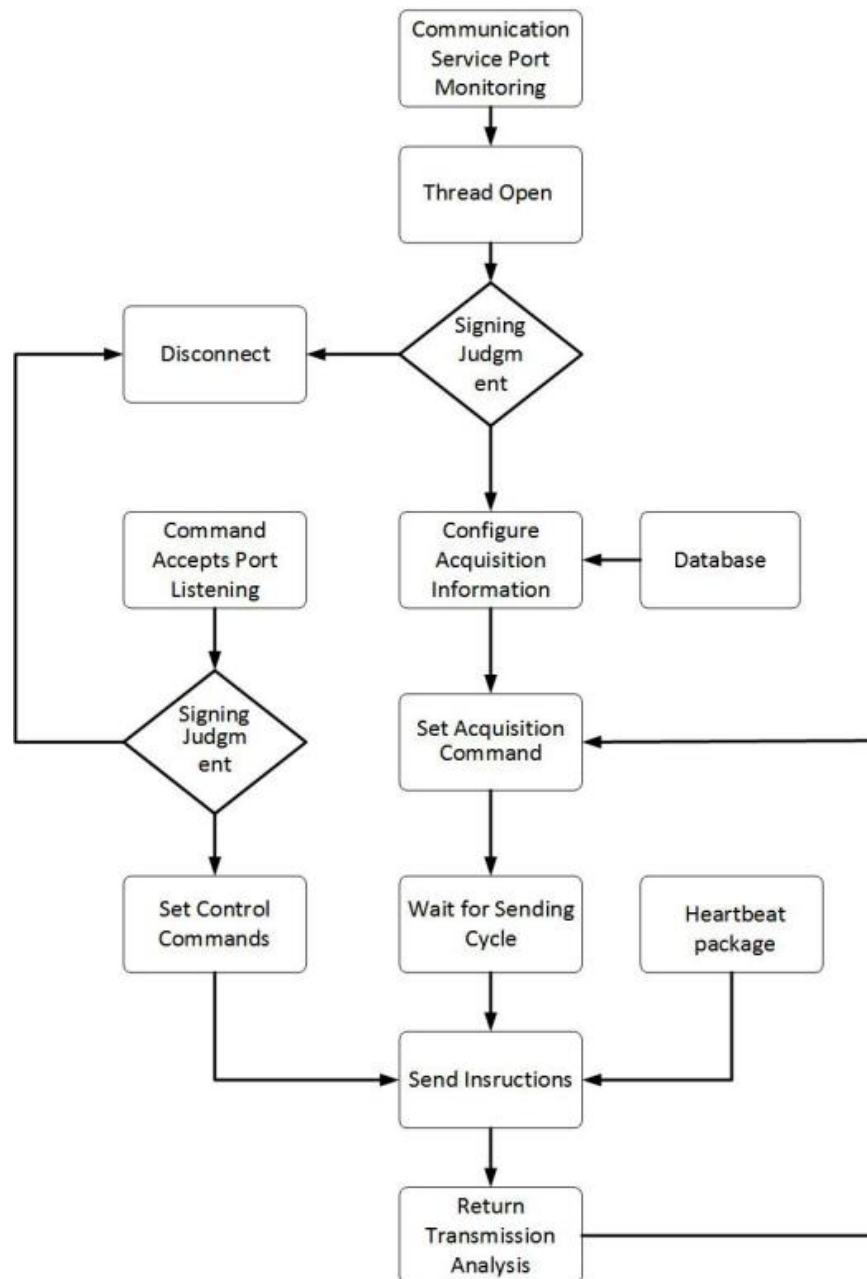 Communication
Service Port
Monitoring
Thread Open
Signing
Judgm
ent
Disconnect
Command
Accepts Port
Listening
Configure
Acquisition
Information
Database
Signing
Judgm
ent
Set Acquisition
Command
Set Control
Commands
Wait for Sending
Cycle
Heartbeat
package
Send Insructions
Return
Transmission
Analysis